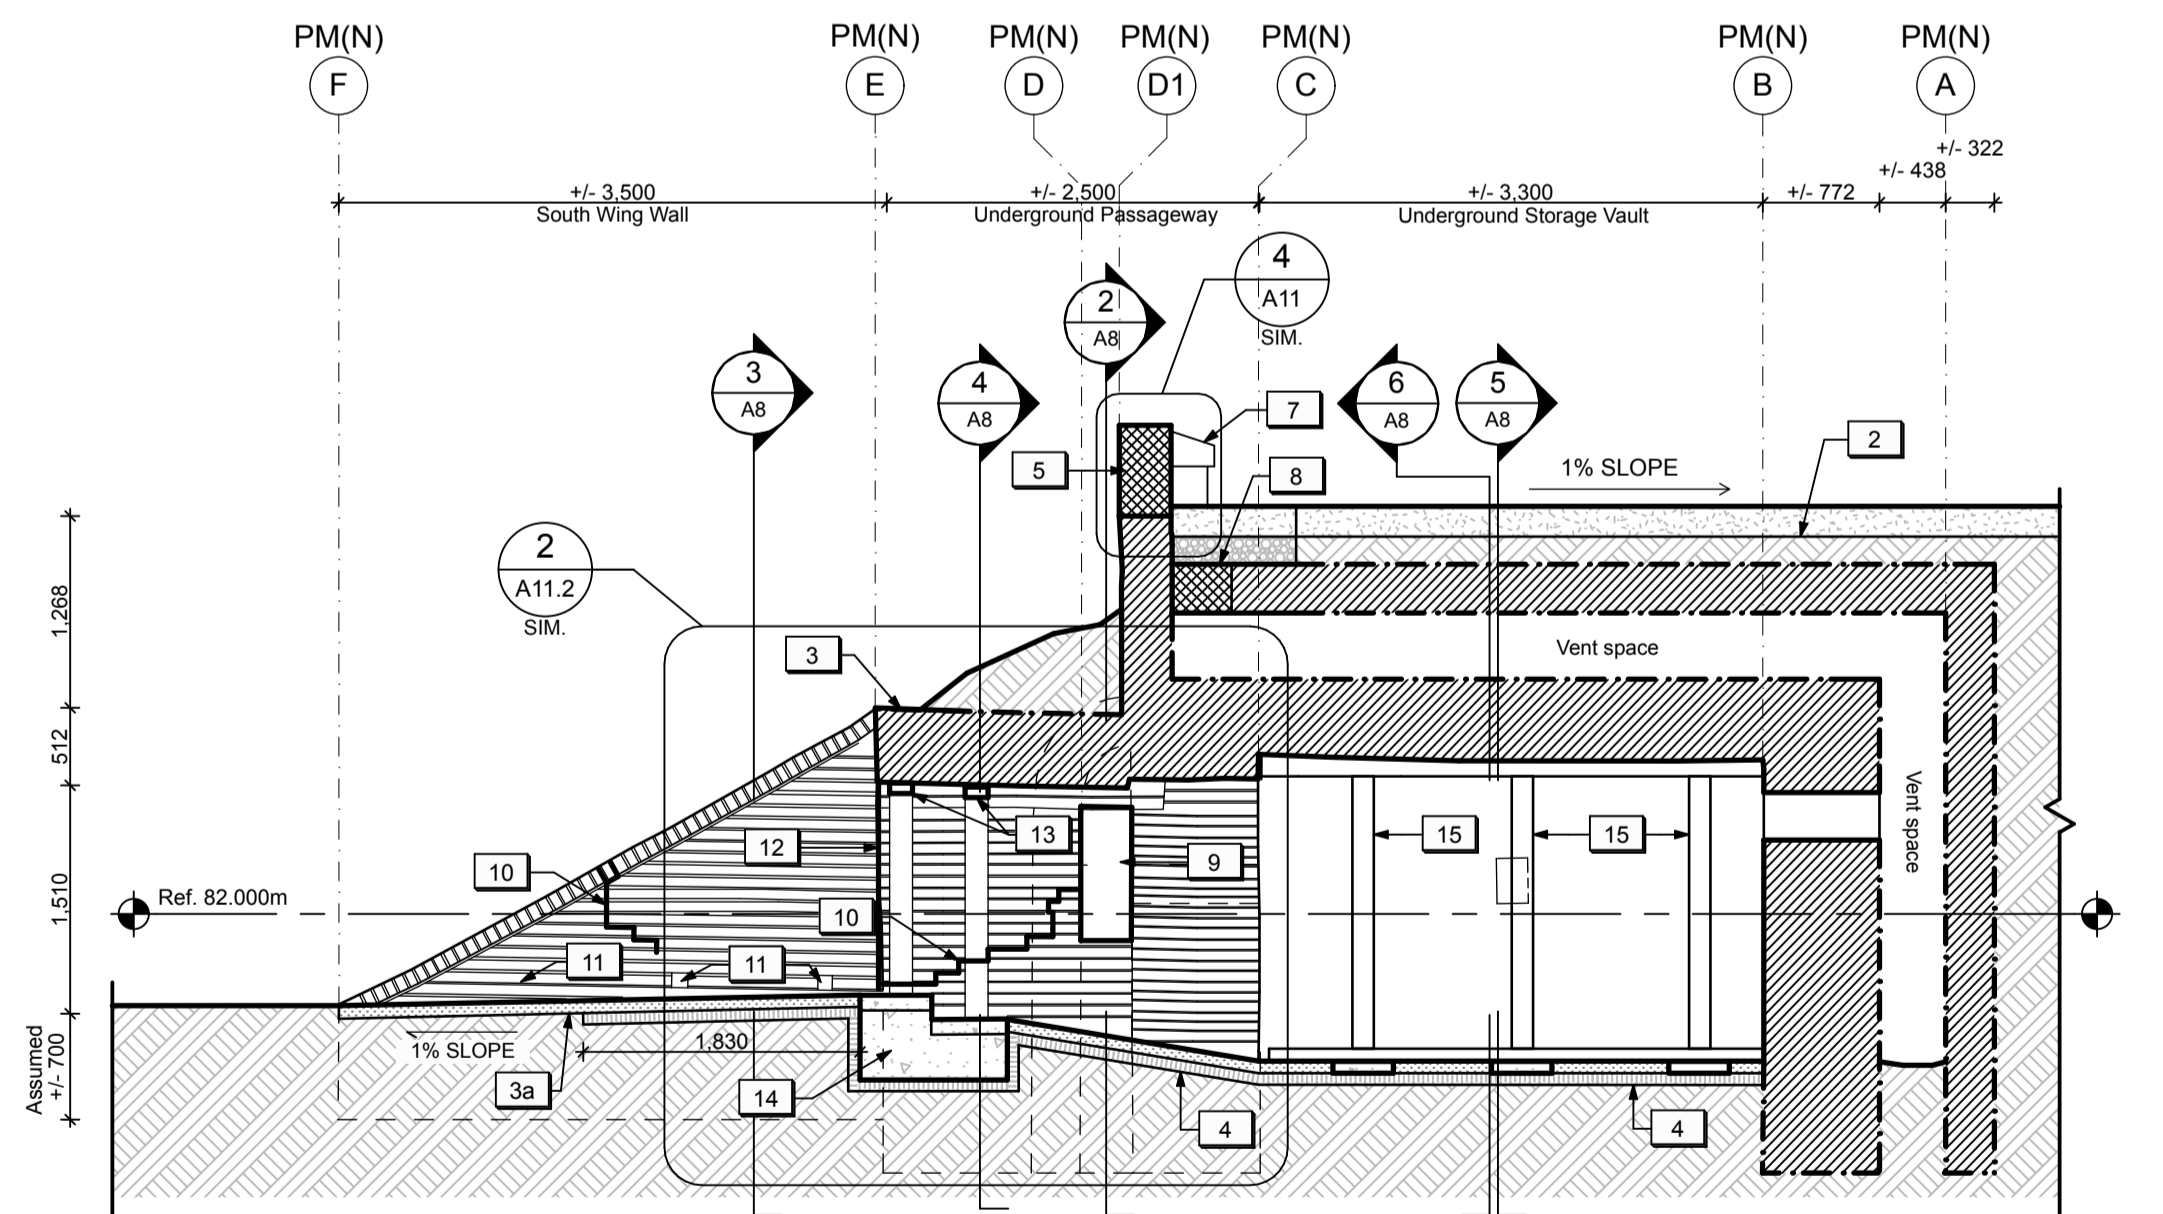 PM(N) PM(N) PM(N) PM(N) PM(N) PM(N) PM(N)
F E D D1 C B A
+/- 322
+/- 438
+/- 3,500 +/- 2,500 +/- 3,300 +/- 772
South Wing Wall Underground Passageway Underground Storage Vault
4
A11
SIM.
2
A8
3
A8
4
A8
6
A8
5
A8
7
2
5
8
1% SLOPE
2
A11.2
SIM.
1,268
3
Vent space
512
13
15
15
Vent space
12
9
10
1,510
Ref. 82.000m
10
11
11
Assumed
+/- 700
1% SLOPE
1,830
3a
14
4
4